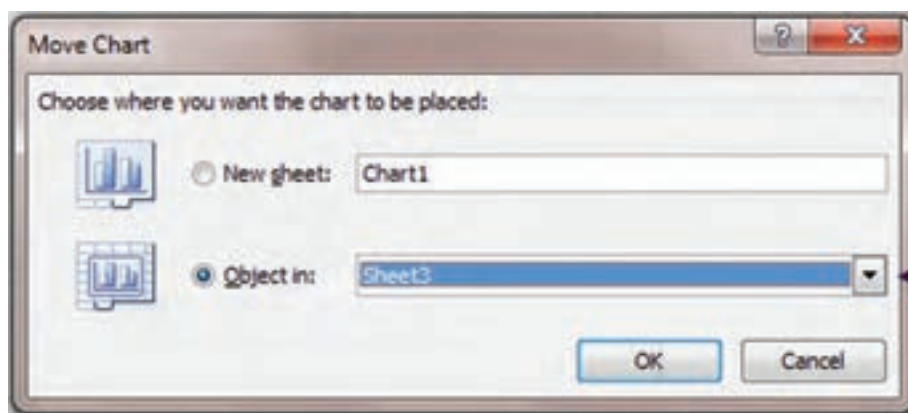 Move Chart
Choose where you want the chart to be placed:
New sheet: Chart1
Object in: Sheet3
OK Cancel